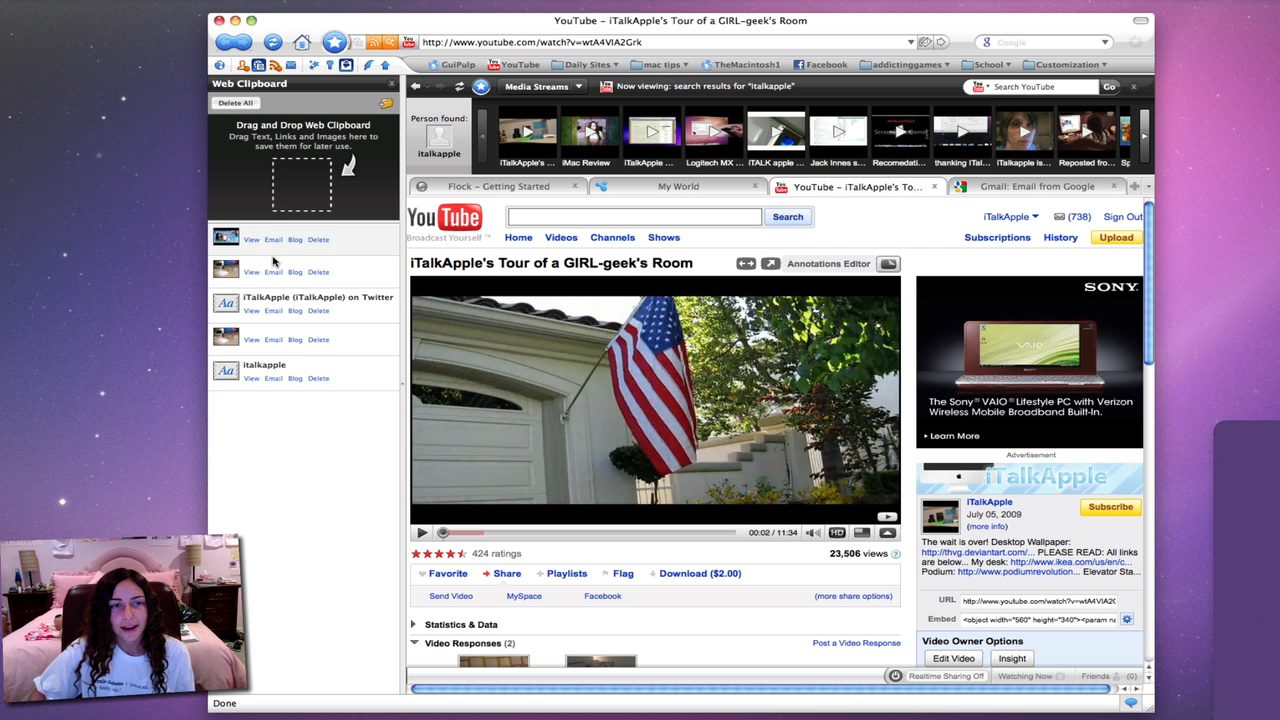 YouTube - iTalkApple's Tour of a GIRL-geek's Room
http://www.youtube.com/watch?v=wtA4VIA2Grk
Google
GuiPulp YouTube Daily Sites mac tips TheMacintosh1 Facebook addictinggames School Customization
Web Clipboard
Delete All
Drag and Drop Web Clipboard
Drag Text, Links and Images here to
save them for later use.
View Email Blog Delete
View Email Blog Delete
Aa iTalkApple (iTalkApple) on Twitter
View Email Blog Delete
View Email Blog Delete
Aa italkapple
View Email Blog Delete
Media Streams Now viewing: search results for "italkapple" Search YouTube Go
Person found:
italkapple
iTalkApple's... iMac Review iTalkApple ... Logitech MX ... iTALK apple ... Jack Innes s... Recomedati... thanking ITal... Itakapple is... Reposted fro...
Flock - Getting Started My World YouTube - iTalkApple's To... Gmail: Email from Google
YouTube Search iTalkApple (738) Sign Out
Broadcast Yourself ™ Home Videos Channels Shows Subscriptions History Upload
iTalkApple's Tour of a GIRL-geek's Room Annotations Editor
00:02 / 11:34 HD
424 ratings 23,506 views
Favorite Share Playlists Flag Download ($2.00)
Send Video MySpace Facebook (more share options)
Statistics & Data
Video Responses (2) Post a Video Response
SONY
The Sony VAIO Lifestyle PC with Verizon
Wireless Mobile Broadband Built-In.
Learn More
Advertisement
iTalkApple
iTalkApple
July 05, 2009
(more info)
Subscribe
The wait is over! Desktop Wallpaper:
http://thvg.deviantart.com/... PLEASE READ: All links
are below... My desk: http://www.ikea.com/us/en/c...
Podium: http://www.podiumrevolution... Elevator Sta...
URL http://www.youtube.com/watch?v=wtA4VIA2G
Embed <object width="560" height="340"><param na
Video Owner Options
Edit Video Insight
Realtime Sharing Off Watching Now Friends (0)
Done